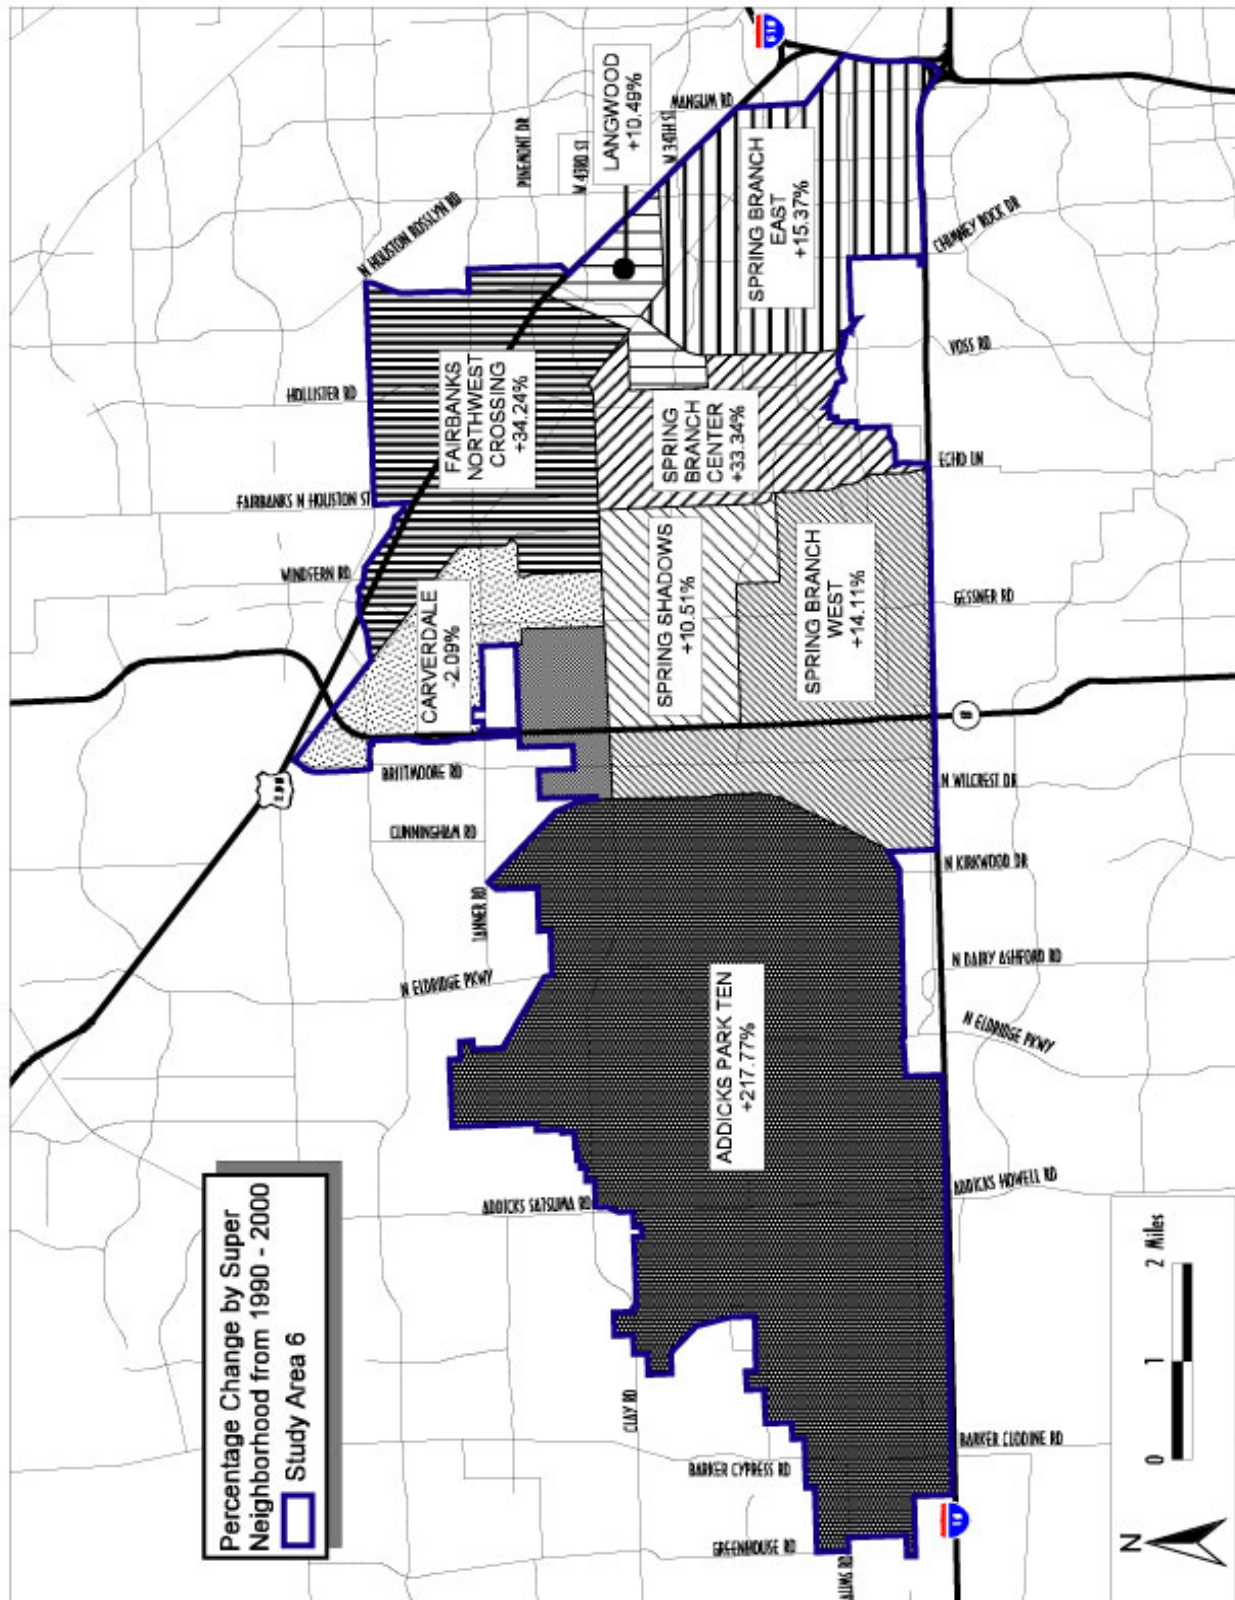 Percentage Change by Super
Neighborhood from 1990 - 2000
Study Area 6
GREENHOUSE RD
BARKER CYPRESS RD
CLAY RD
ADDICKS SATSUMA RD
N ELDRIDGE PKWY
TANNER RD
CUNNINGHAM RD
BRITTMOORE RD
WINDFERN RD
FAIRBANKS N HOUSTON ST
HOLLISTER RD
N HOUSTON ROSSLYN RD
PINEMONT DR
W 43RD ST
W 34TH ST
MANGUM RD
LANGWOOD
+10.49%
FAIRBANKS
NORTHWEST
CROSSING
+34.24%
CARVERDALE
-2.09%
SPRING BRANCH
EAST
+15.37%
SPRING
BRANCH
CENTER
+33.34%
SPRING SHADOWS
+10.51%
SPRING BRANCH
WEST
+14.11%
ADDICKS PARK TEN
+217.77%
290
610
8
10
BARKER CLODINE RD
ADDICKS HOWELL RD
N ELDRIDGE PKWY
N DAIRY ASHFORD RD
N KIRKWOOD DR
N WILCREST DR
GESSNER RD
ECHO LN
VOSS RD
CHIMNEY ROCK DR
N
0 1 2 Miles